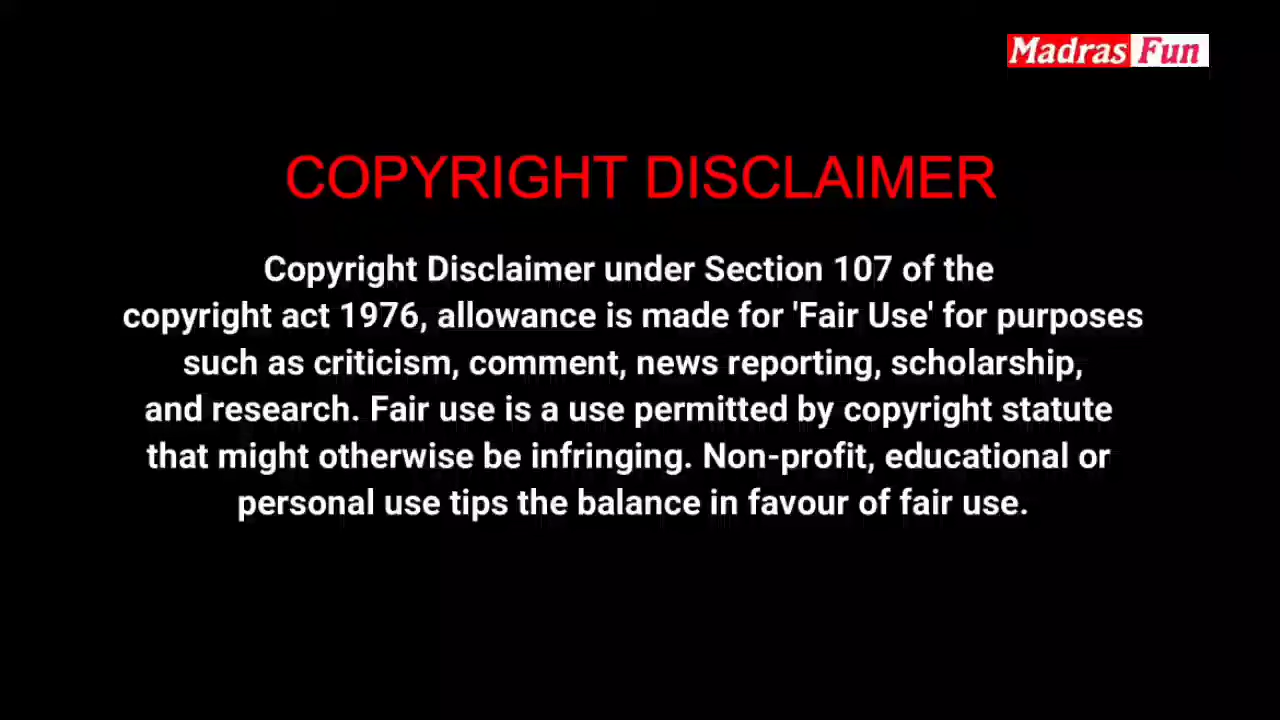 Madras Fun
COPYRIGHT DISCLAIMER
Copyright Disclaimer under Section 107 of the
copyright act 1976, allowance is made for 'Fair Use' for purposes
such as criticism, comment, news reporting, scholarship,
and research. Fair use is a use permitted by copyright statute
that might otherwise be infringing. Non-profit, educational or
personal use tips the balance in favour of fair use.